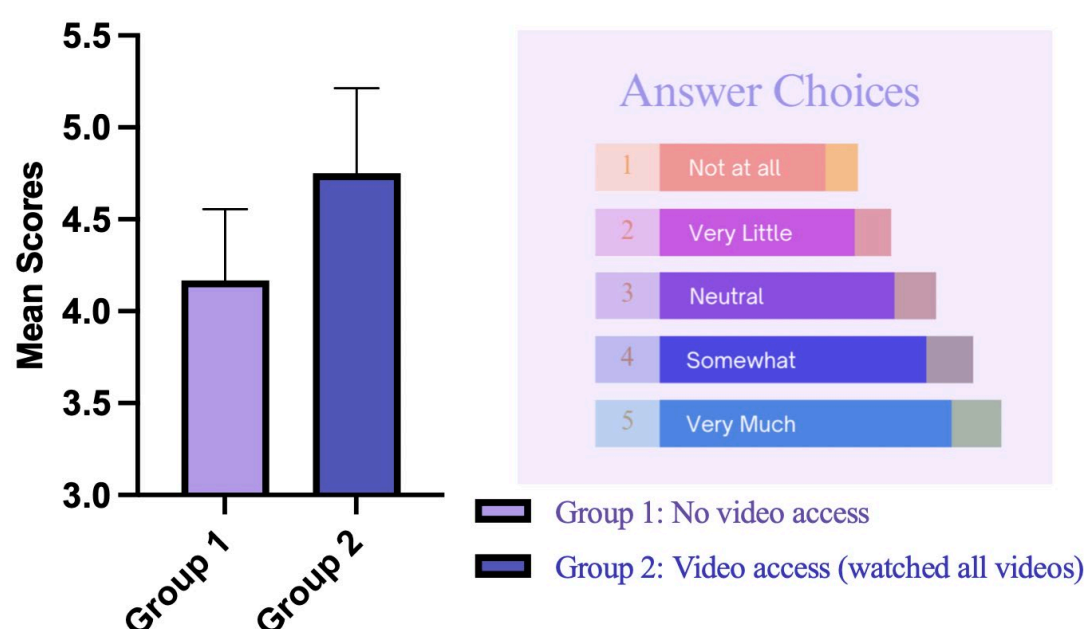 5.5
5.0
4.5
4.0
3.5
3.0
Mean Scores
Group 1
Group 2
Answer Choices
1 Not at all
2 Very Little
3 Neutral
4 Somewhat
5 Very Much
Group 1: No video access
Group 2: Video access (watched all videos)